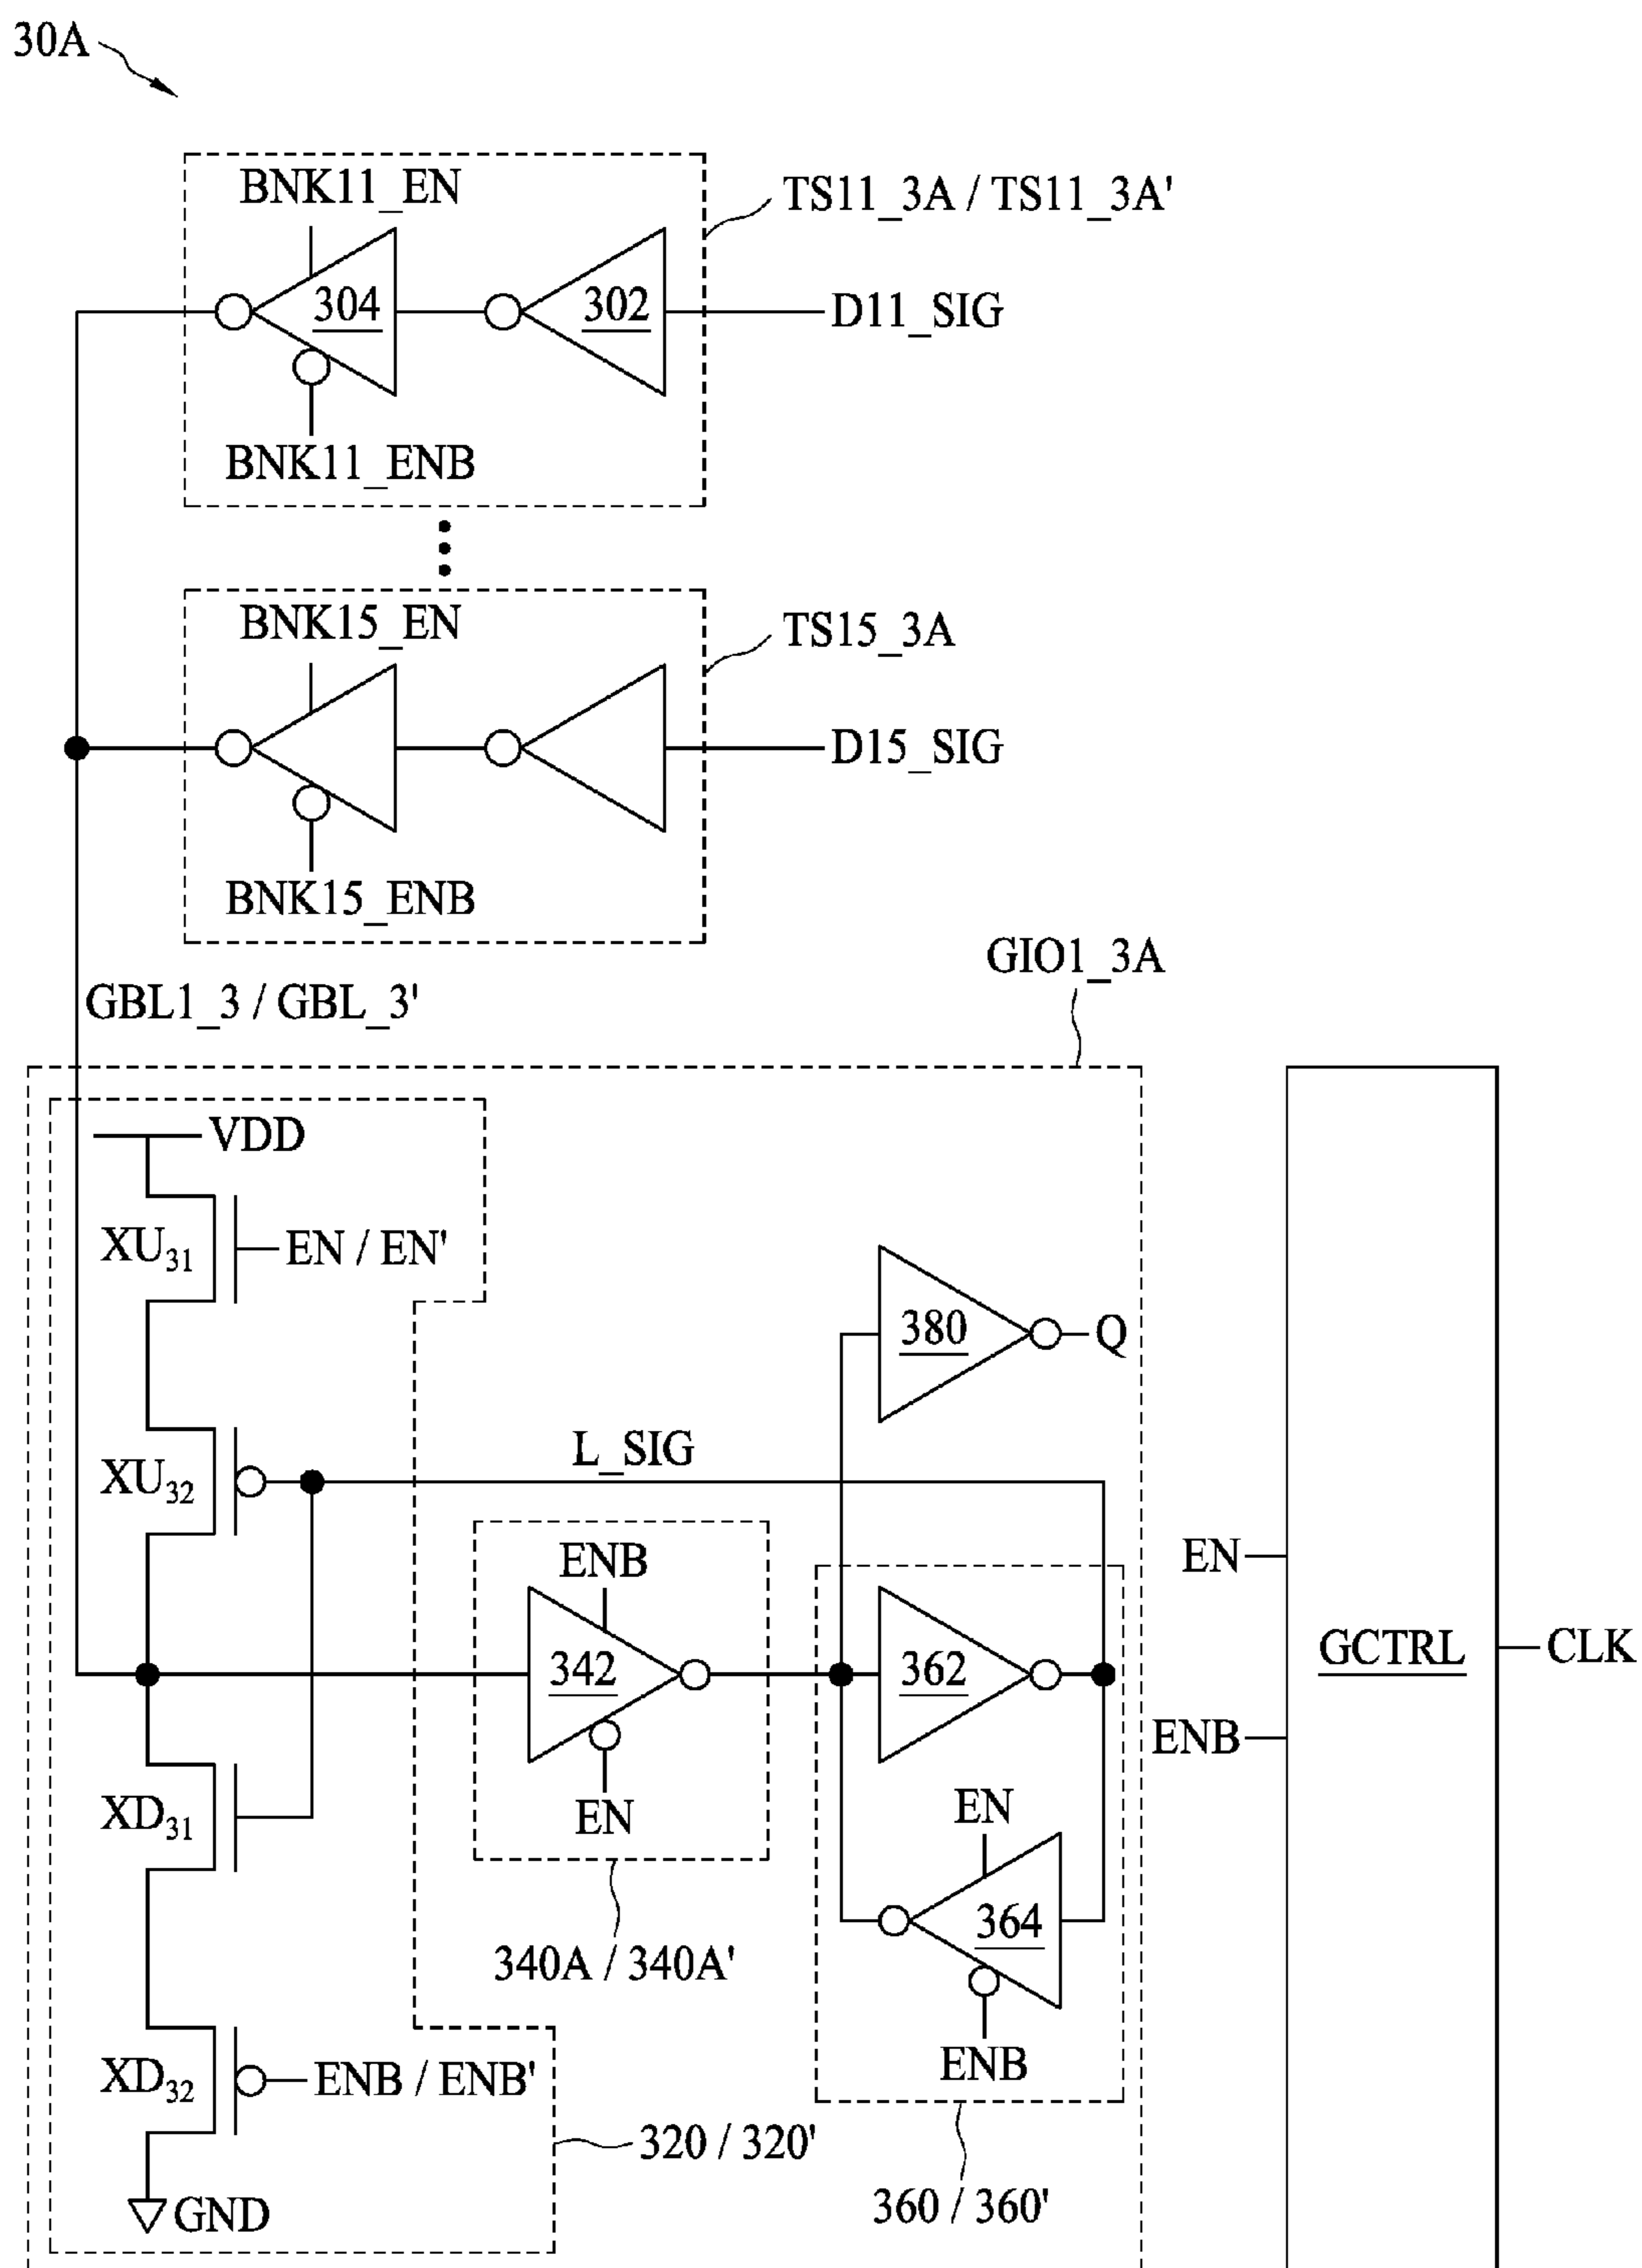 30A
BNK11_EN
TS11_3A / TS11_3A'
304
302
D11_SIG
BNK11_ENB
BNK15_EN
TS15_3A
D15_SIG
BNK15_ENB
GIO1_3A
GBL1_3 / GBL_3'
VDD
XU31
EN / EN'
380
Q
L_SIG
XU32
ENB
EN
342
362
GCTRL
CLK
ENB
XD31
EN
EN
364
340A / 340A'
ENB
XD32
ENB / ENB'
320 / 320'
360 / 360'
GND